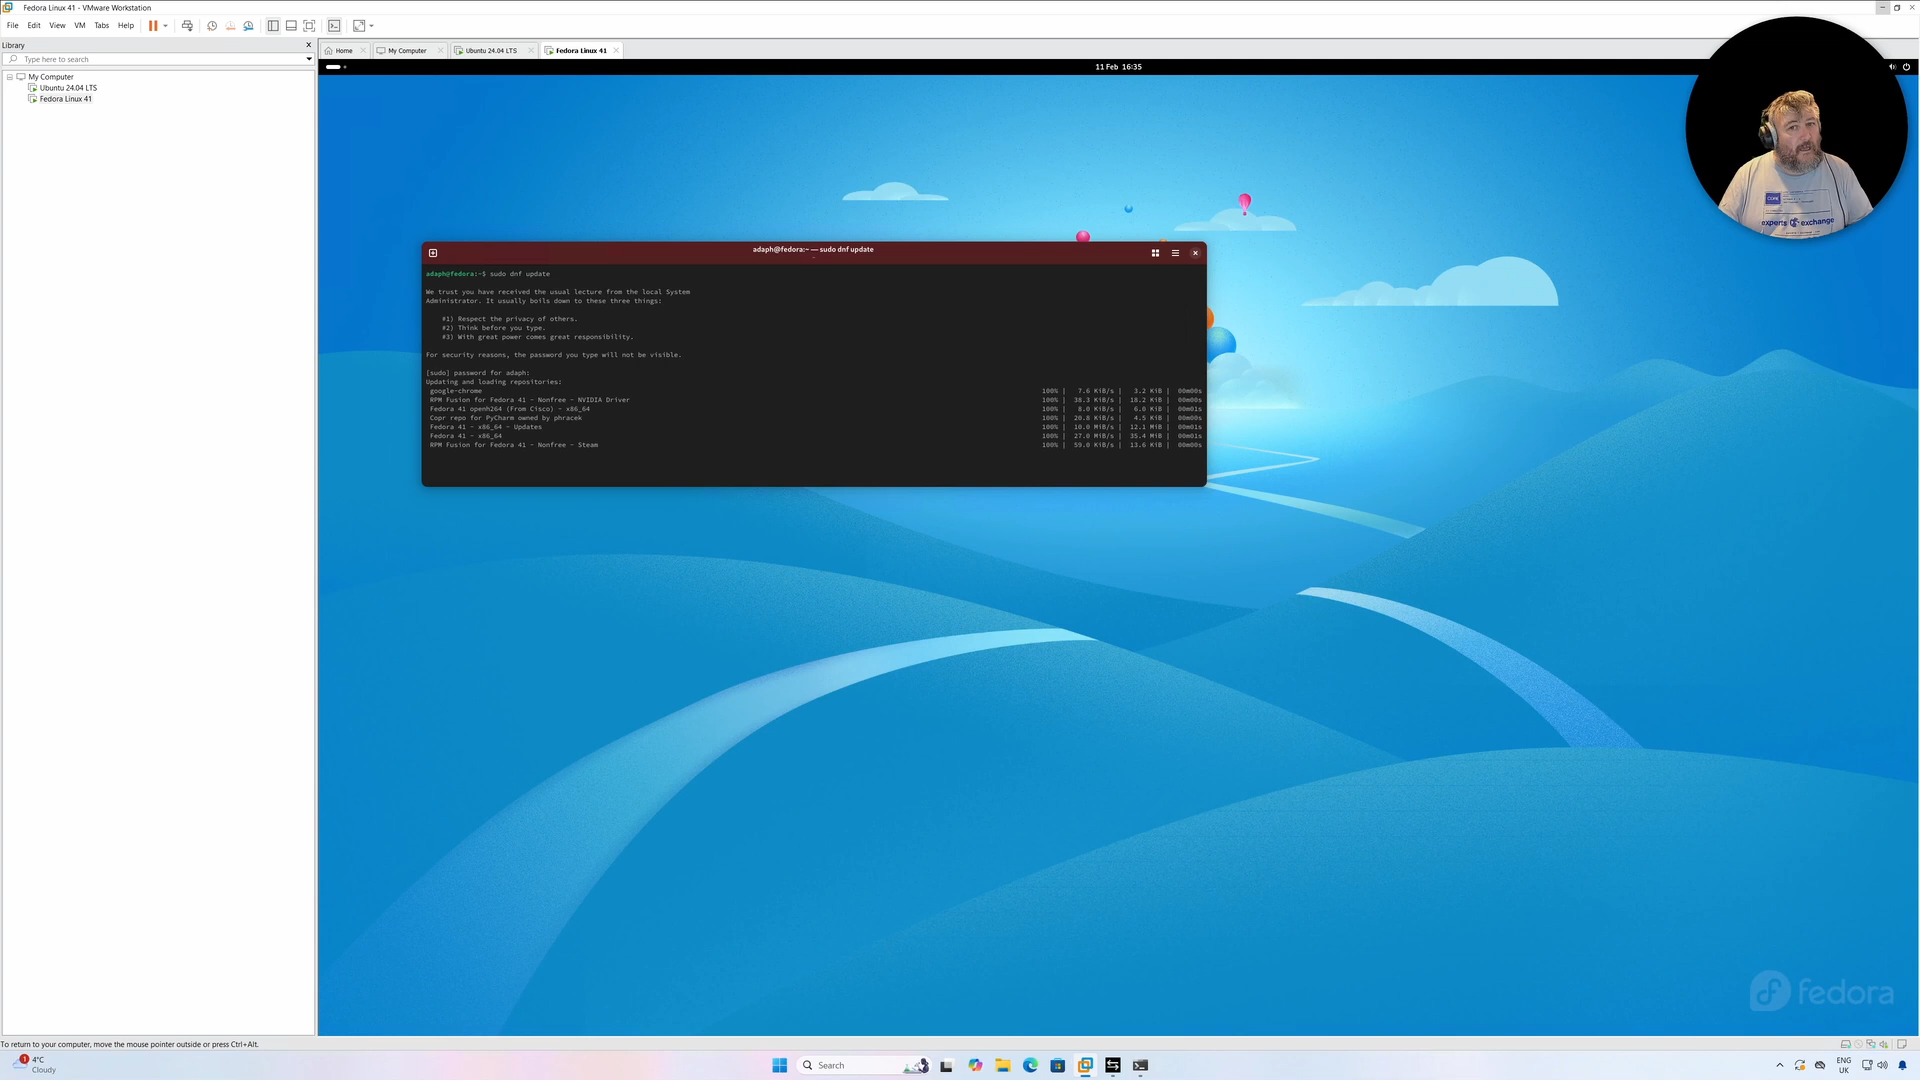 Fedora Linux 41 - VMware Workstation
File Edit View VM Tabs Help
Library
Type here to search
My Computer
Ubuntu 24.04 LTS
Fedora Linux 41
Home My Computer Ubuntu 24.04 LTS Fedora Linux 41
11 Feb 16:35
adaph@fedora:~ — sudo dnf update
adaph@fedora:~$ sudo dnf update
We trust you have received the usual lecture from the local System
Administrator. It usually boils down to these three things:
#1) Respect the privacy of others.
#2) Think before you type.
#3) With great power comes great responsibility.
For security reasons, the password you type will not be visible.
[sudo] password for adaph:
Updating and loading repositories:
google-chrome 100% | 7.6 KiB/s | 3.2 KiB | 00m00s
RPM Fusion for Fedora 41 - Nonfree - NVIDIA Driver 100% | 38.3 KiB/s | 18.2 KiB | 00m00s
Fedora 41 openh264 (From Cisco) - x86_64 100% | 8.0 KiB/s | 6.0 KiB | 00m01s
Copr repo for PyCharm owned by phracek 100% | 20.8 KiB/s | 4.5 KiB | 00m00s
Fedora 41 - x86_64 - Updates 100% | 10.0 MiB/s | 12.1 MiB | 00m01s
Fedora 41 - x86_64 100% | 27.0 MiB/s | 35.4 MiB | 00m01s
RPM Fusion for Fedora 41 - Nonfree - Steam 100% | 59.0 KiB/s | 13.6 KiB | 00m00s
experts exchange
fedora
To return to your computer, move the mouse pointer outside or press Ctrl+Alt.
1
4°C
Cloudy
Search
ENG
UK